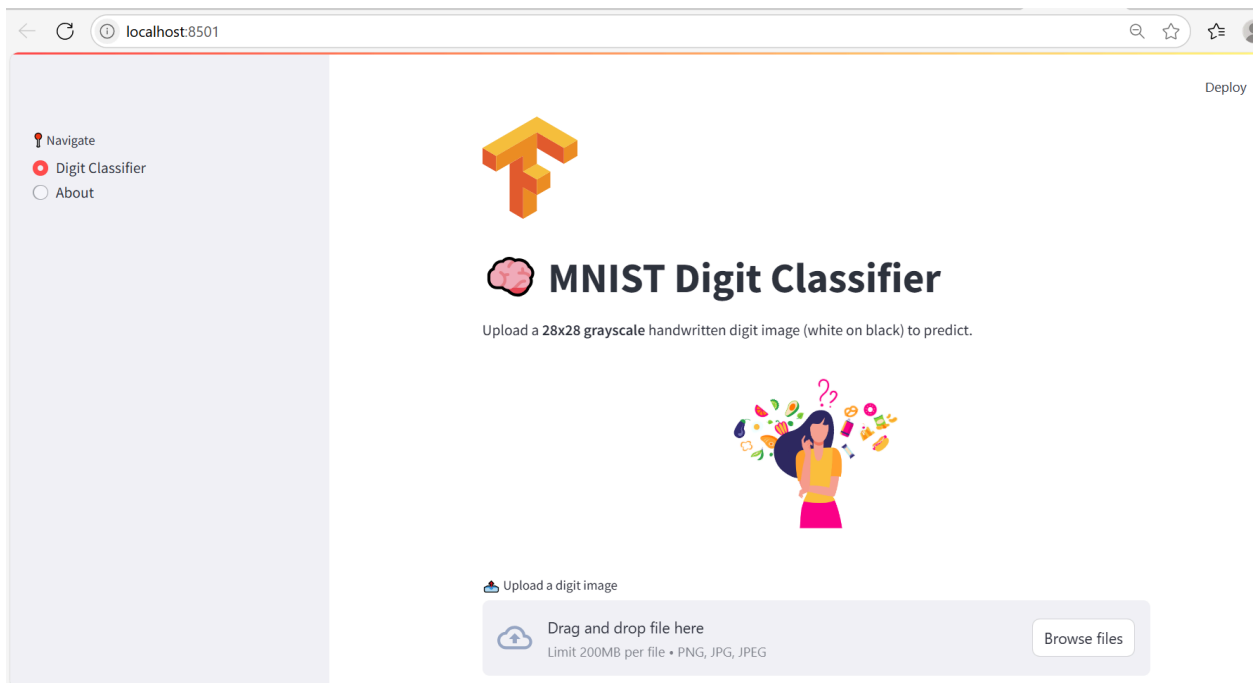 localhost:8501
Deploy
Navigate
Digit Classifier
About
MNIST Digit Classifier
Upload a 28x28 grayscale handwritten digit image (white on black) to predict.
??
Upload a digit image
Drag and drop file here
Limit 200MB per file • PNG, JPG, JPEG
Browse files